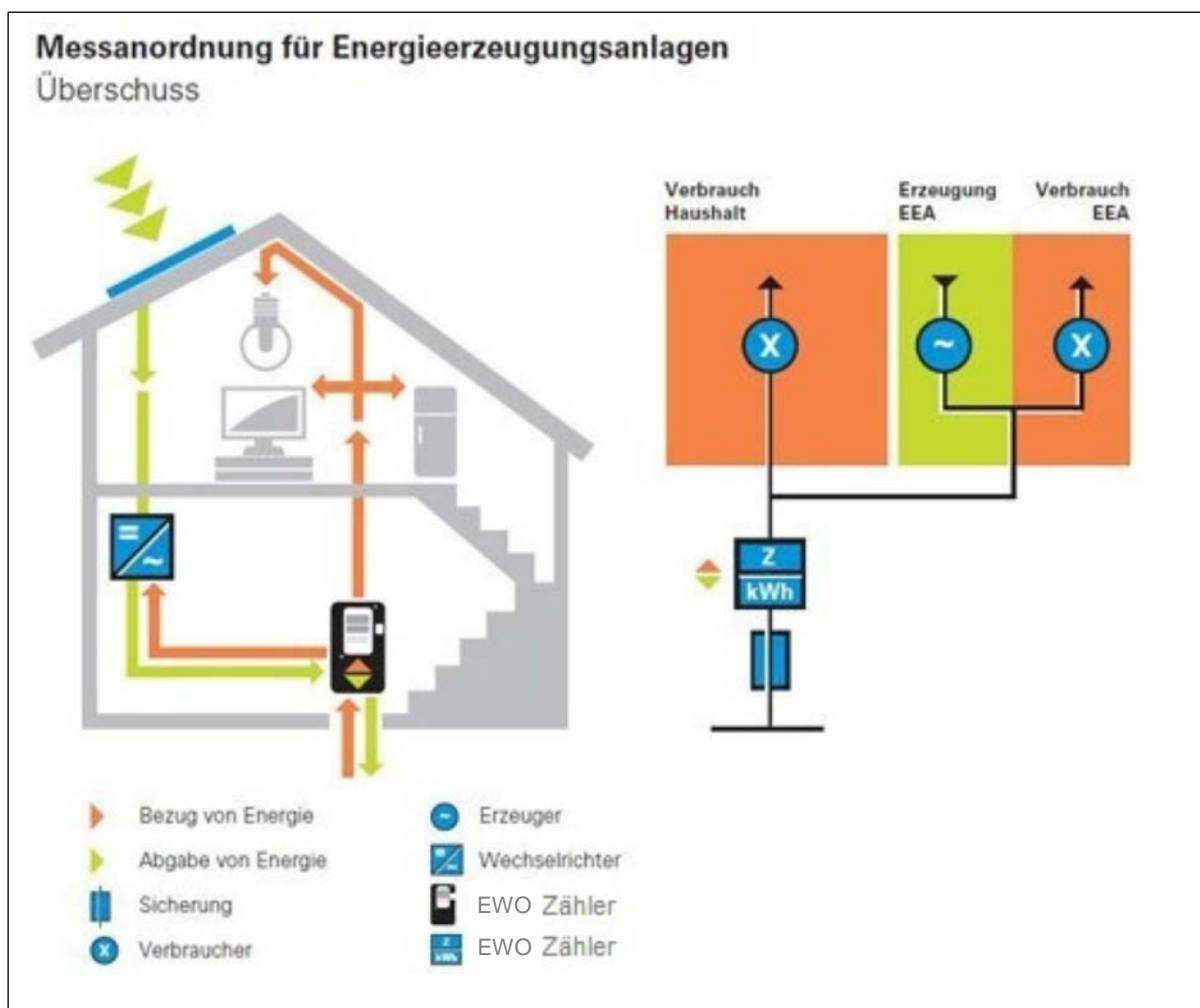 Messanordnung für Energieerzeugungsanlagen
Überschuss
Verbrauch
Haushalt
Erzeugung
EEA
Verbrauch
EEA
X
~
X
Z
kWh
=
~
Bezug von Energie
Abgabe von Energie
Sicherung
X Verbraucher
~ Erzeuger
= ~ Wechselrichter
EWO Zähler
Z kWh EWO Zähler